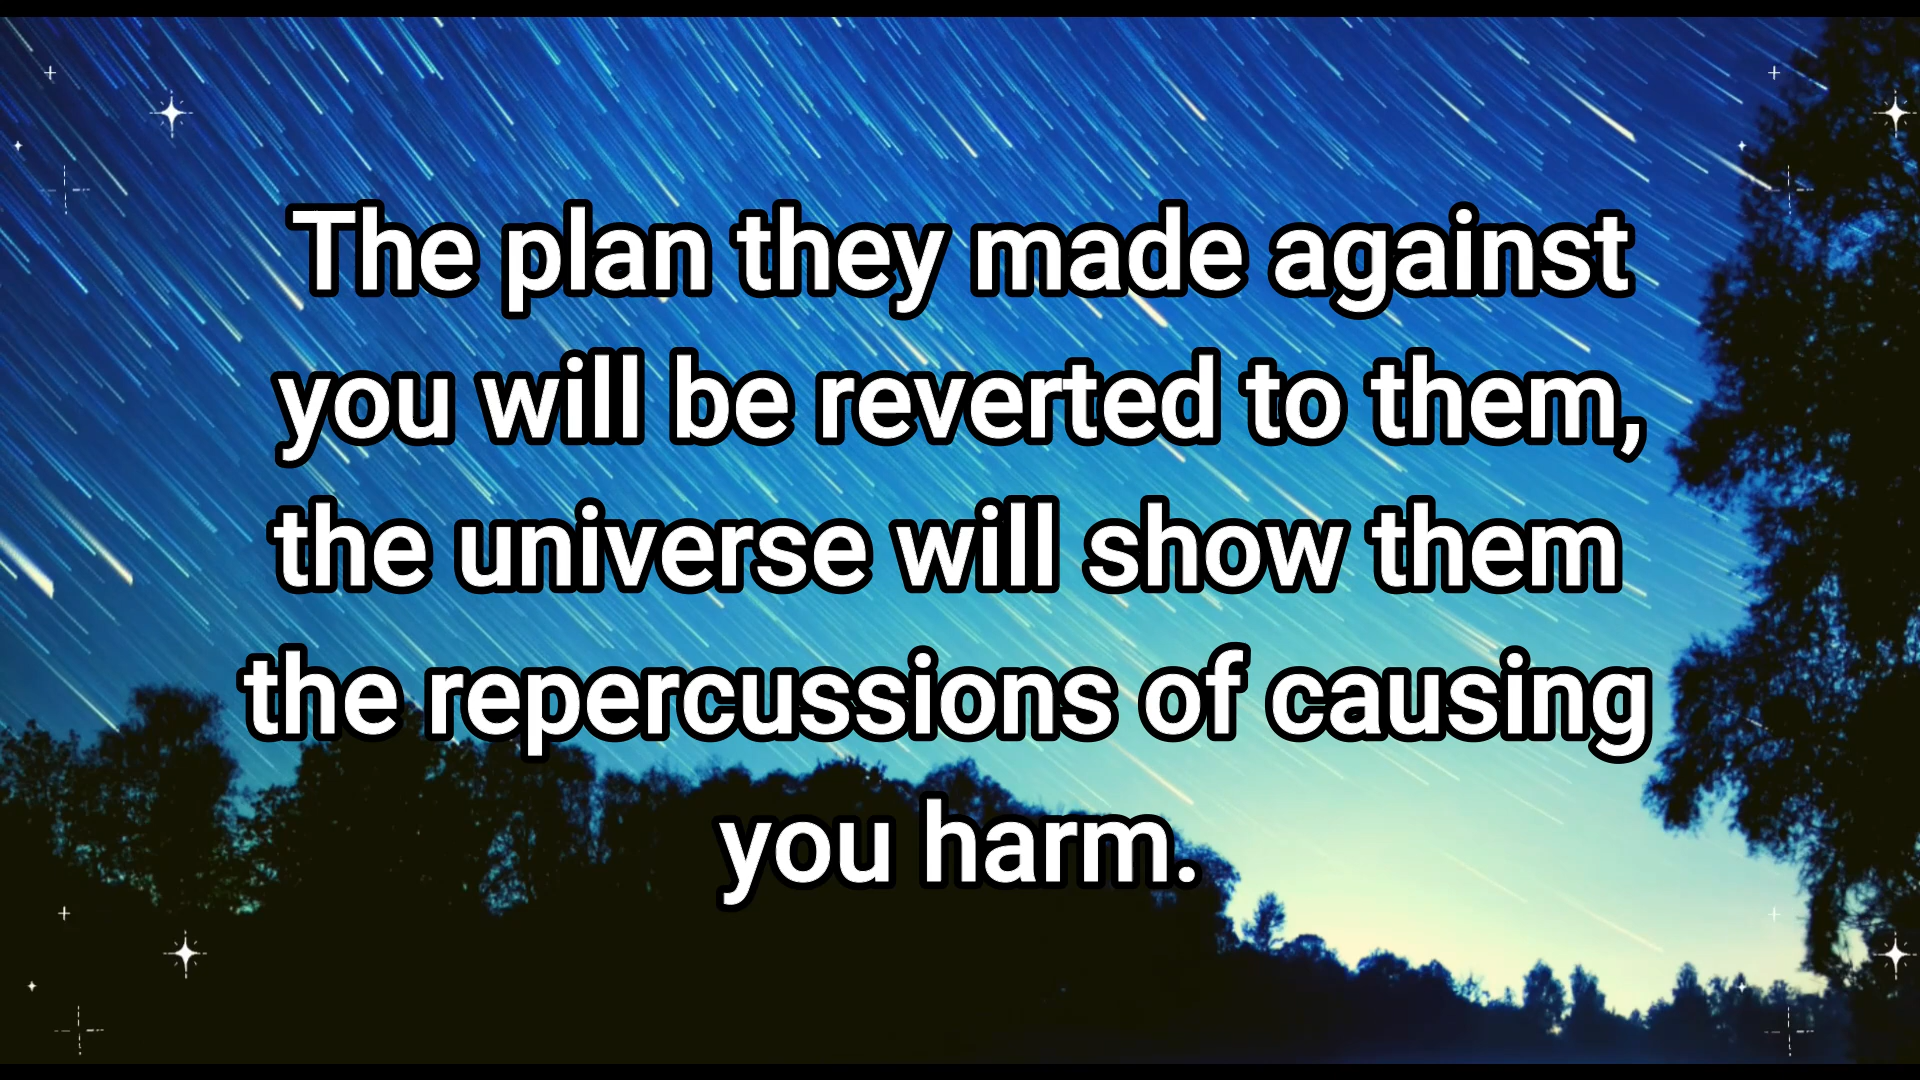 The plan they made against
you will be reverted to them,
the universe will show them
the repercussions of causing
you harm.